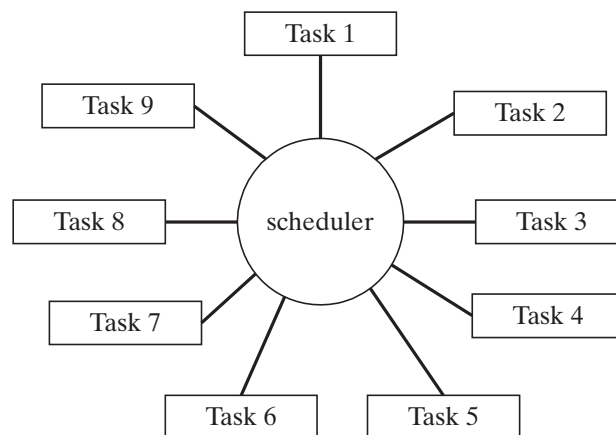 Task 1
Task 9
Task 2
scheduler
Task 8
Task 3
Task 7
Task 4
Task 6
Task 5